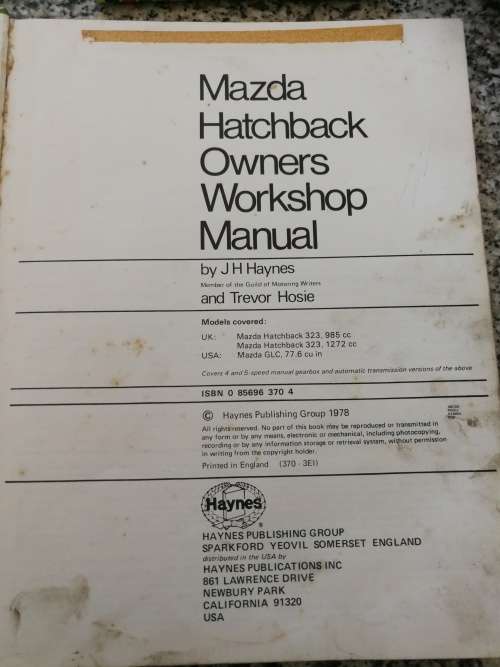 Mazda
Hatchback
Owners
Workshop
Manual
by J H Haynes
Member of the Guild of Motoring Writers
and Trevor Hosie
Models covered:
UK: Mazda Hatchback 323, 985 cc
Mazda Hatchback 323, 1272 cc
USA: Mazda GLC, 77.6 cu in
Covers 4 and 5-speed manual gearbox and automatic transmission versions of the above
ISBN 0 85696 370 4
© Haynes Publishing Group 1978
All rights reserved. No part of this book may be reproduced or transmitted in
any form or by any means, electronic or mechanical, including photocopying,
recording or by any information storage or retrieval system, without permission
in writing from the copyright holder.
Printed in England (370 - 3E1)
Haynes
®
HAYNES PUBLISHING GROUP
SPARKFORD YEOVIL SOMERSET ENGLAND
distributed in the USA by
HAYNES PUBLICATIONS INC
861 LAWRENCE DRIVE
NEWBURY PARK
CALIFORNIA 91320
USA